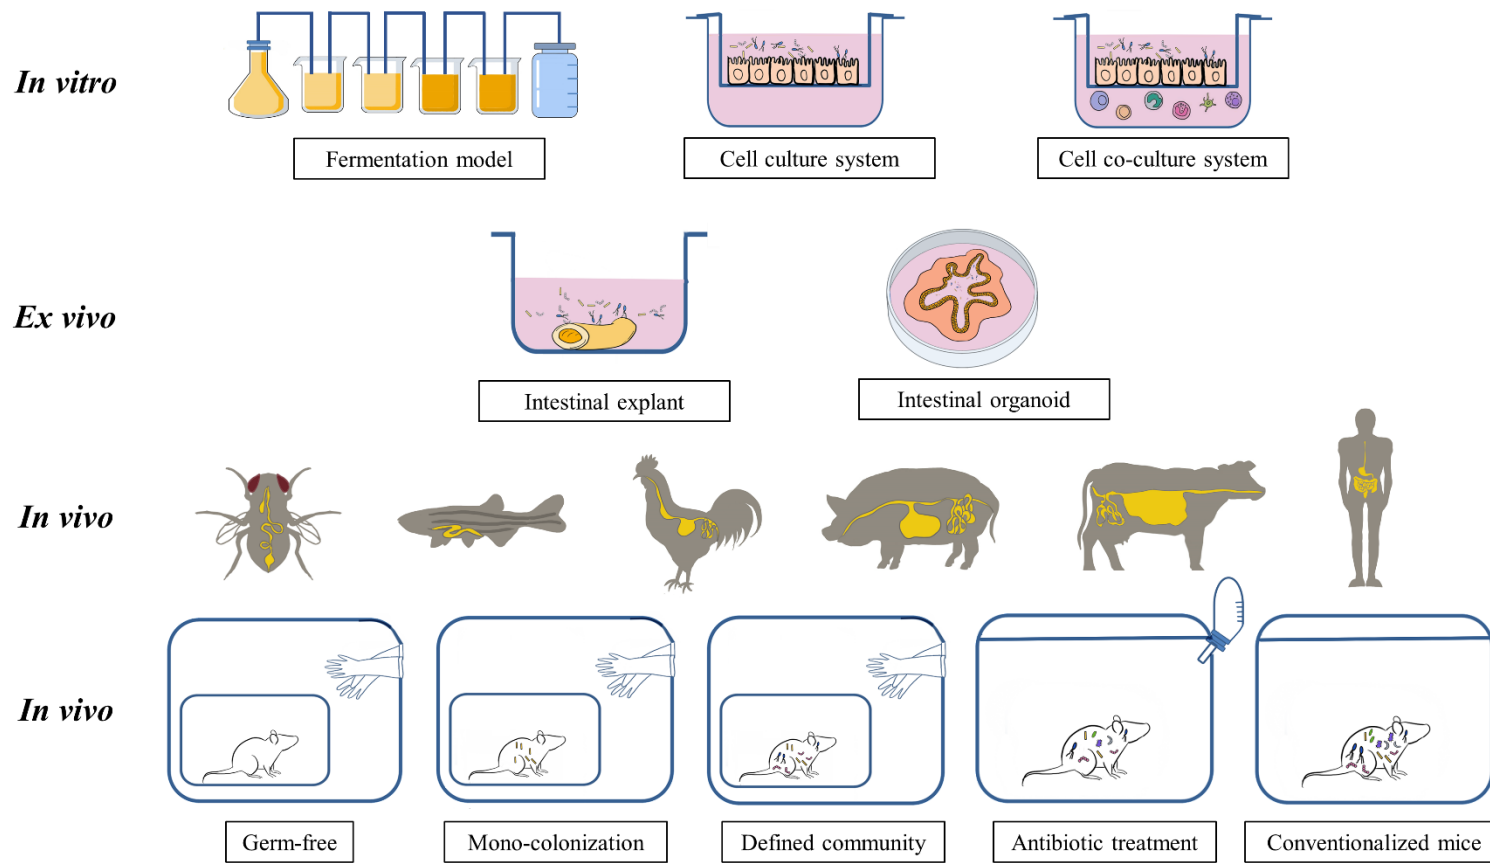 In vitro
Fermentation model
Cell culture system
Cell co-culture system
Ex vivo
Intestinal explant
Intestinal organoid
In vivo
In vivo
Germ-free
Mono-colonization
Defined community
Antibiotic treatment
Conventionalized mice